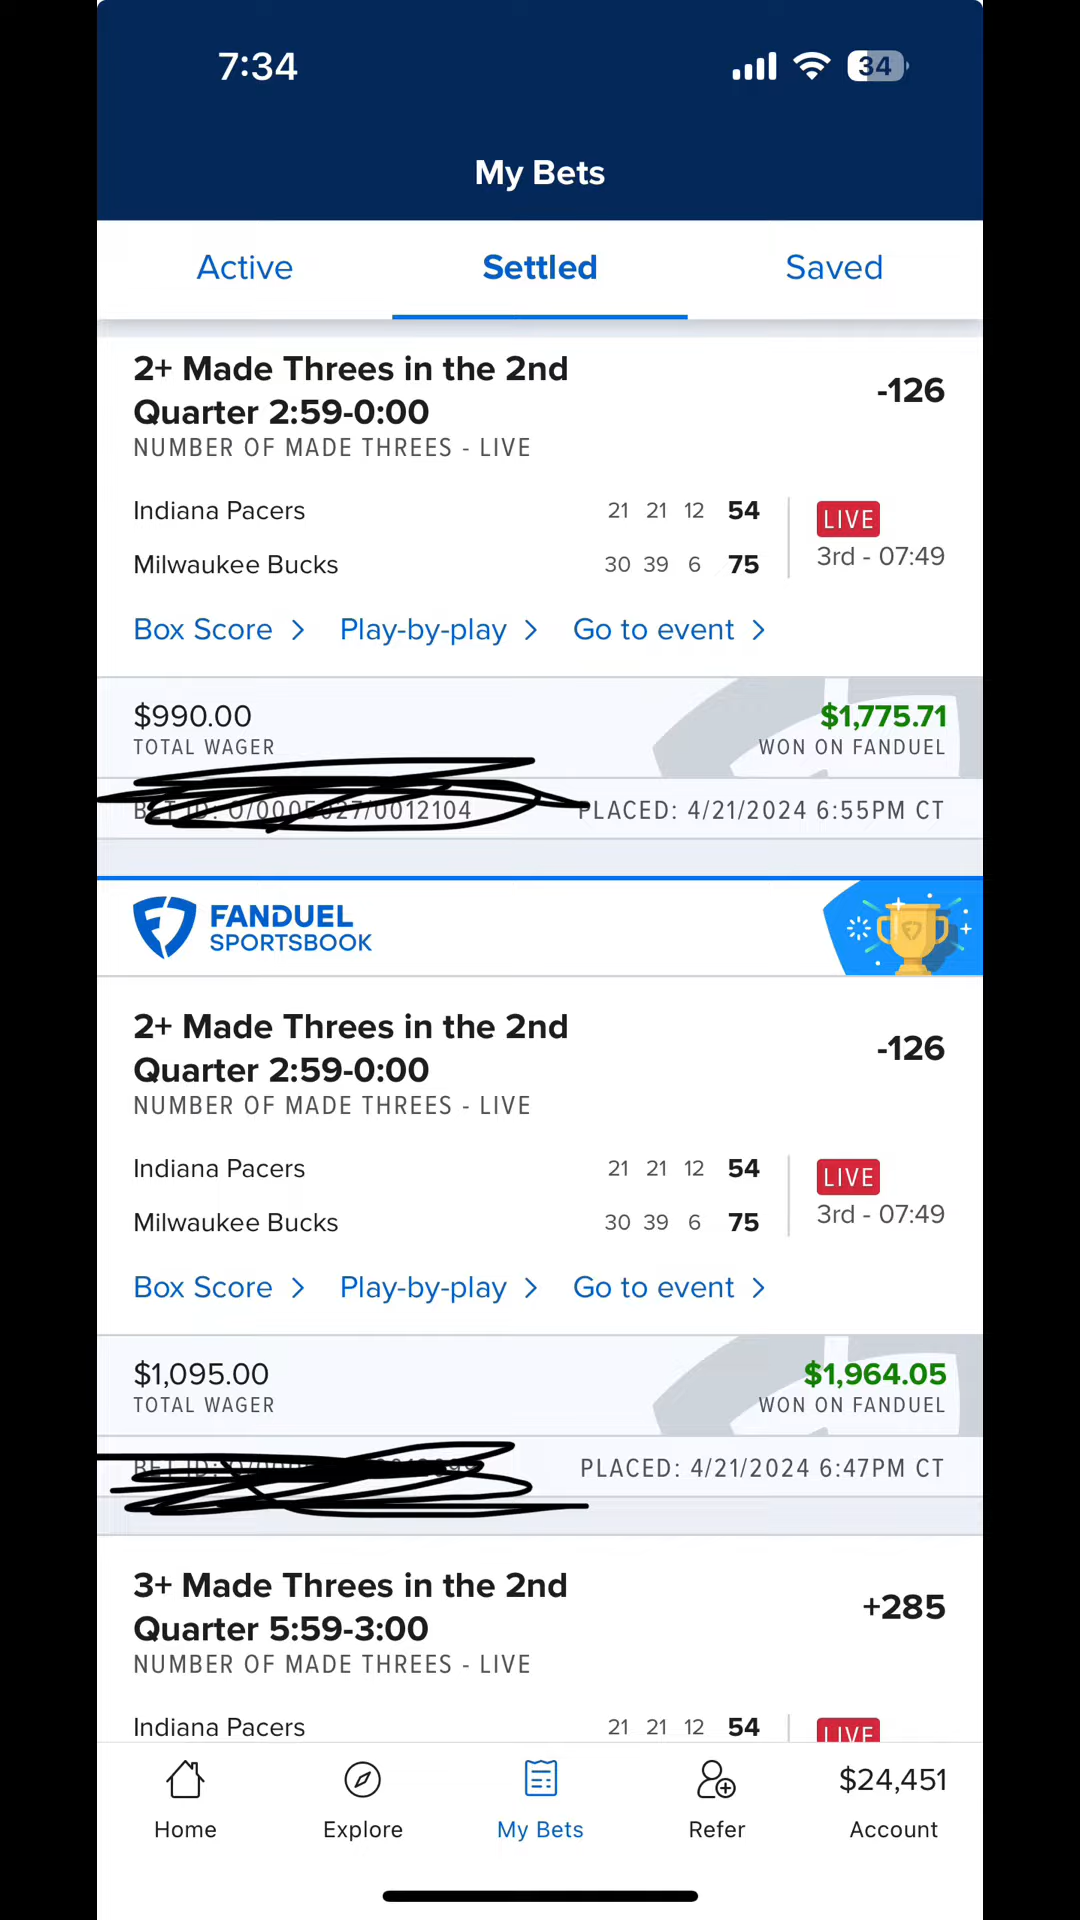 7:34
34
My Bets
Active Settled Saved
2+ Made Threes in the 2nd
Quarter 2:59-0:00
-126
NUMBER OF MADE THREES - LIVE
Indiana Pacers 21 21 12 54
LIVE
Milwaukee Bucks 30 39 6 75
3rd - 07:49
Box Score > Play-by-play > Go to event >
$990.00 $1,775.71
TOTAL WAGER WON ON FANDUEL
BET ID: PLACED: 4/21/2024 6:55PM CT
FANDUEL
SPORTSBOOK
2+ Made Threes in the 2nd
Quarter 2:59-0:00
-126
NUMBER OF MADE THREES - LIVE
Indiana Pacers 21 21 12 54
LIVE
Milwaukee Bucks 30 39 6 75
3rd - 07:49
Box Score > Play-by-play > Go to event >
$1,095.00 $1,964.05
TOTAL WAGER WON ON FANDUEL
BET ID: PLACED: 4/21/2024 6:47PM CT
3+ Made Threes in the 2nd
Quarter 5:59-3:00
+285
NUMBER OF MADE THREES - LIVE
Indiana Pacers 21 21 12 54
LIVE
$24,451
Home Explore My Bets Refer Account